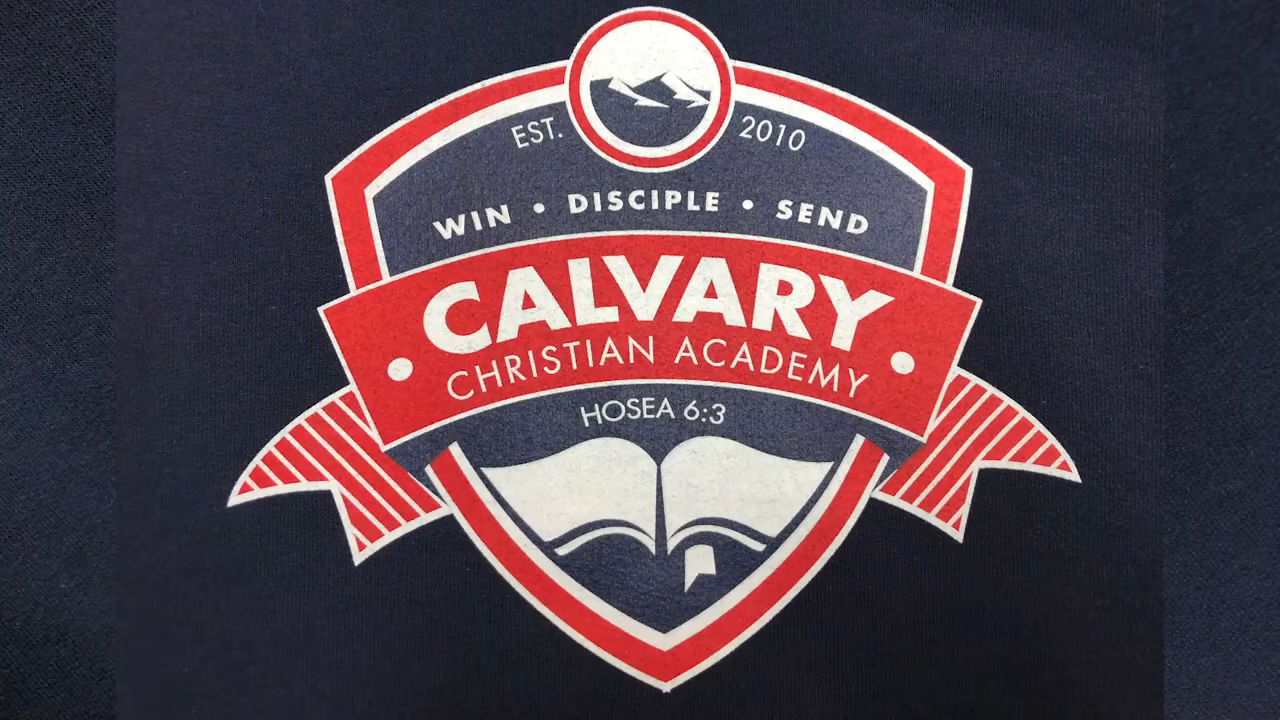 EST. 2010
WIN • DISCIPLE • SEND
CALVARY
CHRISTIAN ACADEMY
HOSEA 6:3